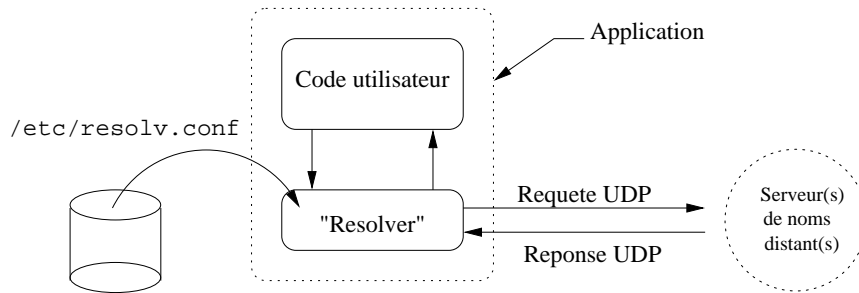 Application
Code utilisateur
/etc/resolv.conf
"Resolver"
Requete UDP
Reponse UDP
Serveur(s)
de noms
distant(s)